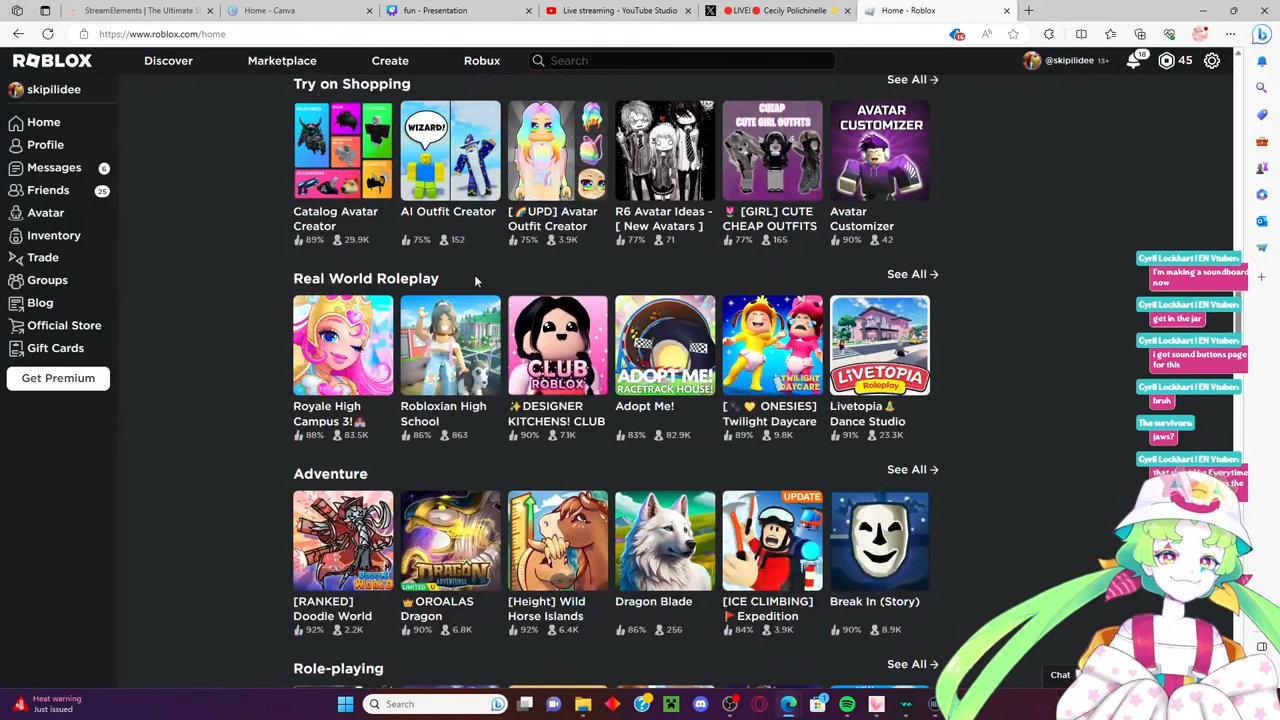 StreamElements | The Ultimate S
Home - Canva
fun - Presentation
Live streaming - YouTube Studio
🔴LIVE!🔴 Cecily Polichinelle
Home - Roblox
https://www.roblox.com/home
ROBLOX
Discover
Marketplace
Create
Robux
Search
@skipilidee 13+
18
45
skipilidee
Home
Profile
Messages 6
Friends 25
Avatar
Inventory
Trade
Groups
Blog
Official Store
Gift Cards
Get Premium
Try on Shopping
See All →
WIZARD!
CHEAP
CUTE GIRL OUTFITS
AVATAR
CUSTOMIZER
Catalog Avatar
Creator
89% 29.9K
AI Outfit Creator
75% 152
[🌈UPD] Avatar
Outfit Creator
75% 3.9K
R6 Avatar Ideas -
[ New Avatars ]
77% 71
🌷 [GIRL] CUTE
CHEAP OUTFITS
77% 165
Avatar
Customizer
90% 42
Real World Roleplay
See All →
CLUB
ROBLOX
ADOPT ME!
RACETRACK HOUSE!
TWILIGHT
DAYCARE
LIVETOPIA
Roleplay
Royale High
Campus 3!🏰
88% 83.5K
Robloxian High
School
86% 863
✨DESIGNER
KITCHENS! CLUB
90% 7.1K
Adopt Me!
83% 82.9K
[🐾 💛 ONESIES]
Twilight Daycare
89% 9.8K
Livetopia
Dance Studio
91% 23.3K
Adventure
See All →
DOODLE WORLD
DRAGON
ADVENTURES
LIMITED U
UPDATE
[RANKED]
Doodle World
92% 2.2K
👑OROALAS
Dragon
90% 6.8K
[Height] Wild
Horse Islands
92% 6.4K
Dragon Blade
86% 256
[ICE CLIMBING]
🚩Expedition
84% 3.9K
Break In (Story)
90% 8.9K
Role-playing
See All →
Cyril Lockhart | EN Vtuber:
I'm making a soundboard
now
Cyril Lockhart | EN Vtuber:
get in the jar
Cyril Lockhart | EN Vtuber:
i got sound buttons page
for this
Cyril Lockhart | EN Vtuber:
bruh
The survivors:
jaws?
Cyril Lockhart | EN Vtuber:
Chat
Heat warning
Just issued
Search